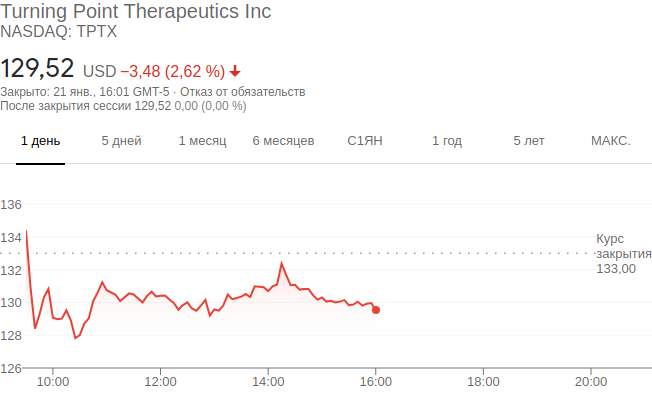 Turning Point Therapeutics Inc
NASDAQ: TPTX
129,52 USD −3,48 (2,62 %)
Закрыто: 21 янв., 16:01 GMT-5 · Отказ от обязательств
После закрытия сессии 129,52 0,00 (0,00 %)
1 день 5 дней 1 месяц 6 месяцев С1ЯН 1 год 5 лет МАКС.
136
134
132
130
128
126
Курс
закрытия
133,00
10:00 12:00 14:00 16:00 18:00 20:00